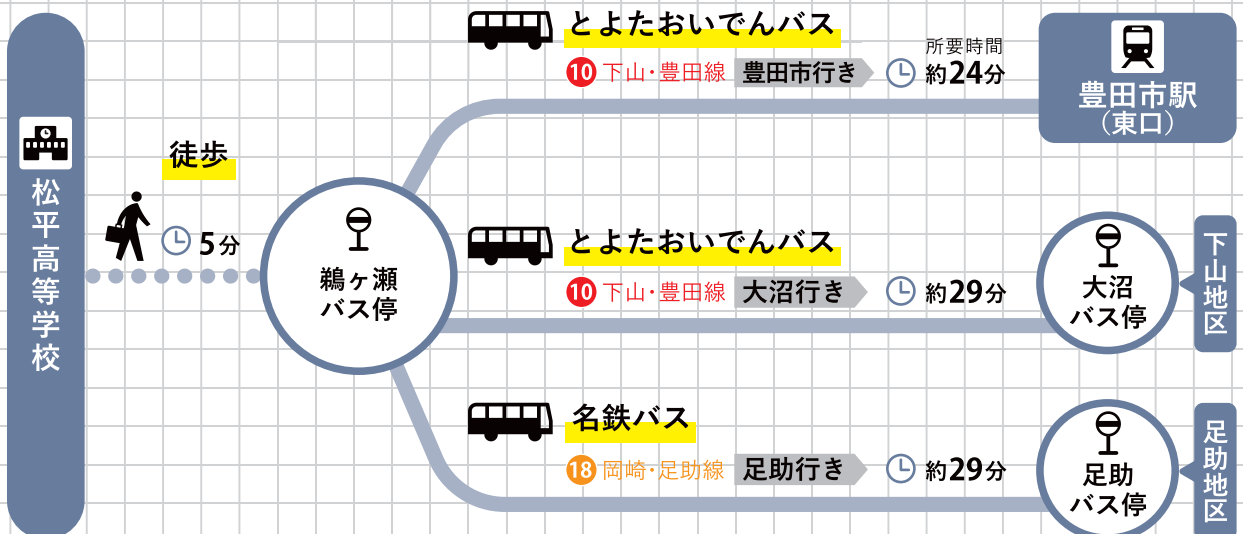 松平高等学校
徒歩
5分
鵜ヶ瀬
バス停
とよたおいでんバス
10 下山・豊田線 豊田市行き
所要時間
約24分
豊田市駅
（東口）
とよたおいでんバス
10 下山・豊田線 大沼行き
約29分
大沼
バス停
下山地区
名鉄バス
18 岡崎・足助線 足助行き
約29分
足助
バス停
足助地区